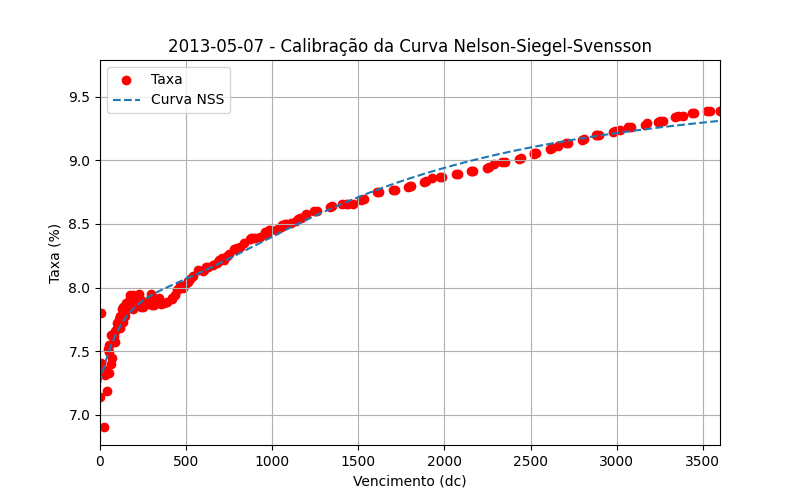 2013-05-07 - Calibração da Curva Nelson-Siegel-Svensson
Taxa
Curva NSS
Taxa (%)
9.5
9.0
8.5
8.0
7.5
7.0
0 500 1000 1500 2000 2500 3000 3500
Vencimento (dc)